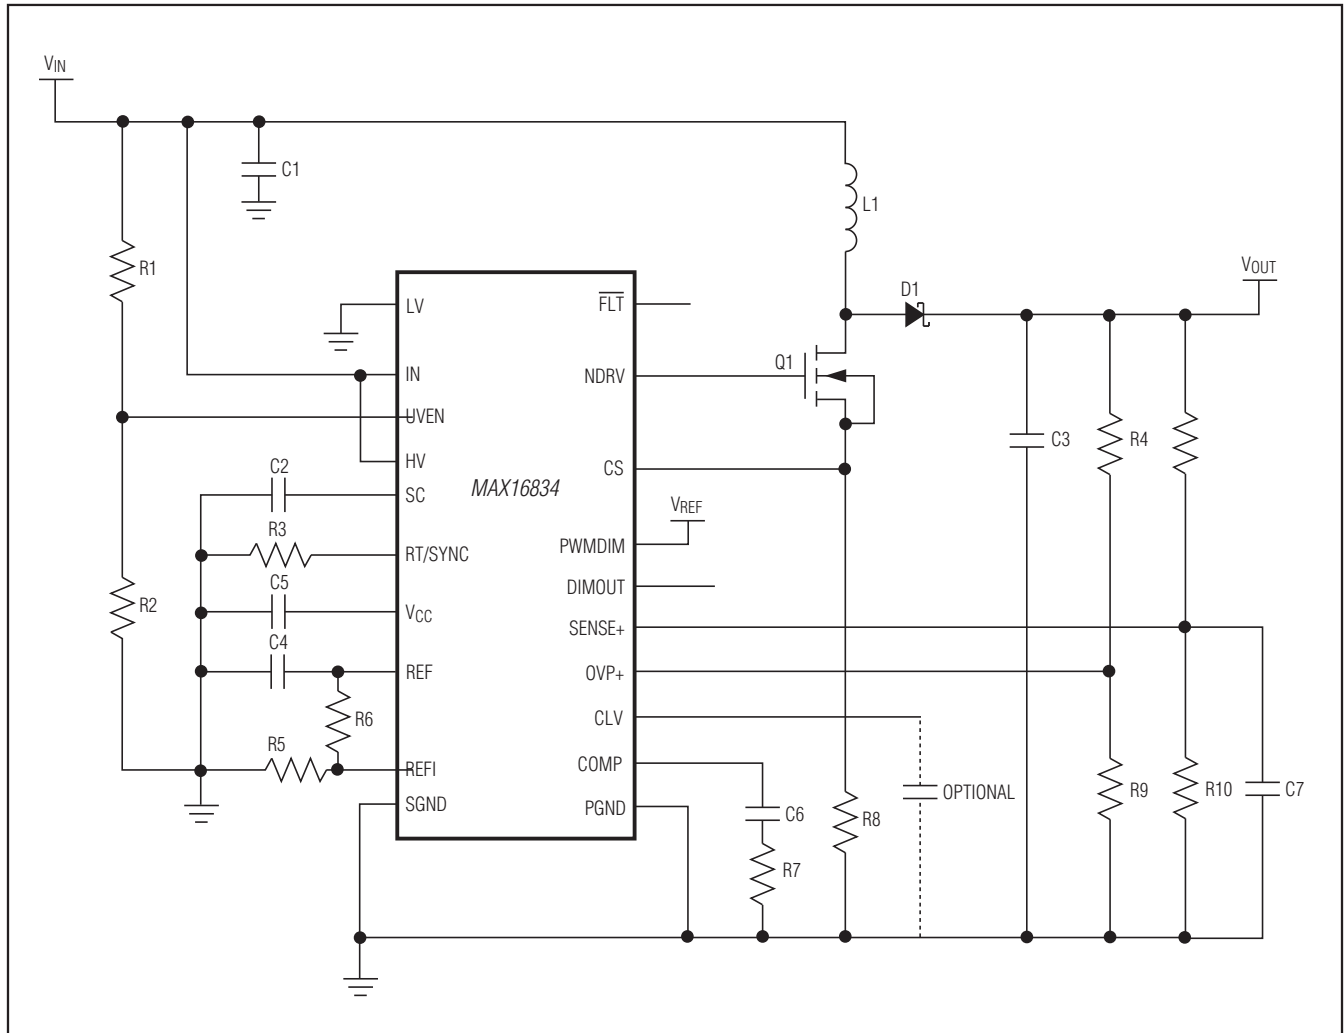 VIN
C1
L1
R1
VOUT
D1
LV
FLT
Q1
IN
NDRV
UVEN
C3
R4
HV
C2
CS
SC
MAX16834
VREF
R3
RT/SYNC
PWMDIM
C5
DIMOUT
R2
VCC
SENSE+
C4
REF
OVP+
R6
CLV
R5
REFI
COMP
OPTIONAL
R9
R10
C7
SGND
PGND
C6
R8
R7